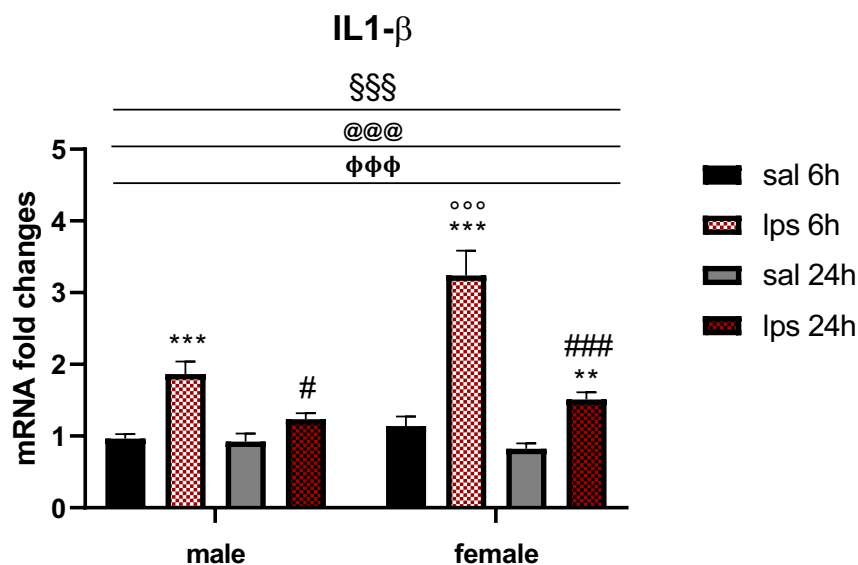 IL1-β
§§§
@@@
ϕϕϕ
mRNA fold changes
5
4
3
2
1
0
***
#
°°°
***
###
**
male
female
sal 6h
lps 6h
sal 24h
lps 24h